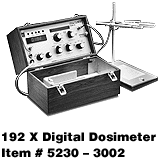 192 X Digital Dosimeter
Item # 5230 – 3002